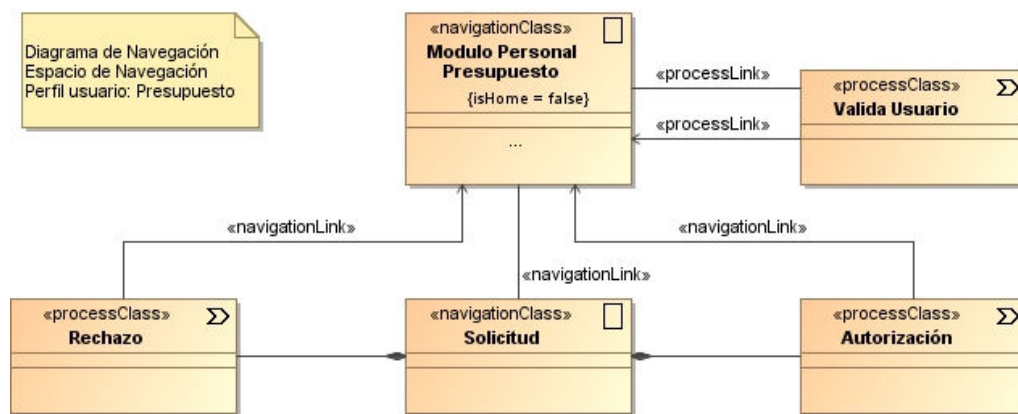 Diagrama de Navegación
Espacio de Navegación
Perfil usuario: Presupuesto
«navigationClass»
Modulo Personal
Presupuesto
{isHome = false}
...
«processLink»
«processLink»
«processClass»
Valida Usuario
«navigationLink»
«navigationLink»
«navigationLink»
«processClass»
Rechazo
«navigationClass»
Solicitud
«processClass»
Autorización